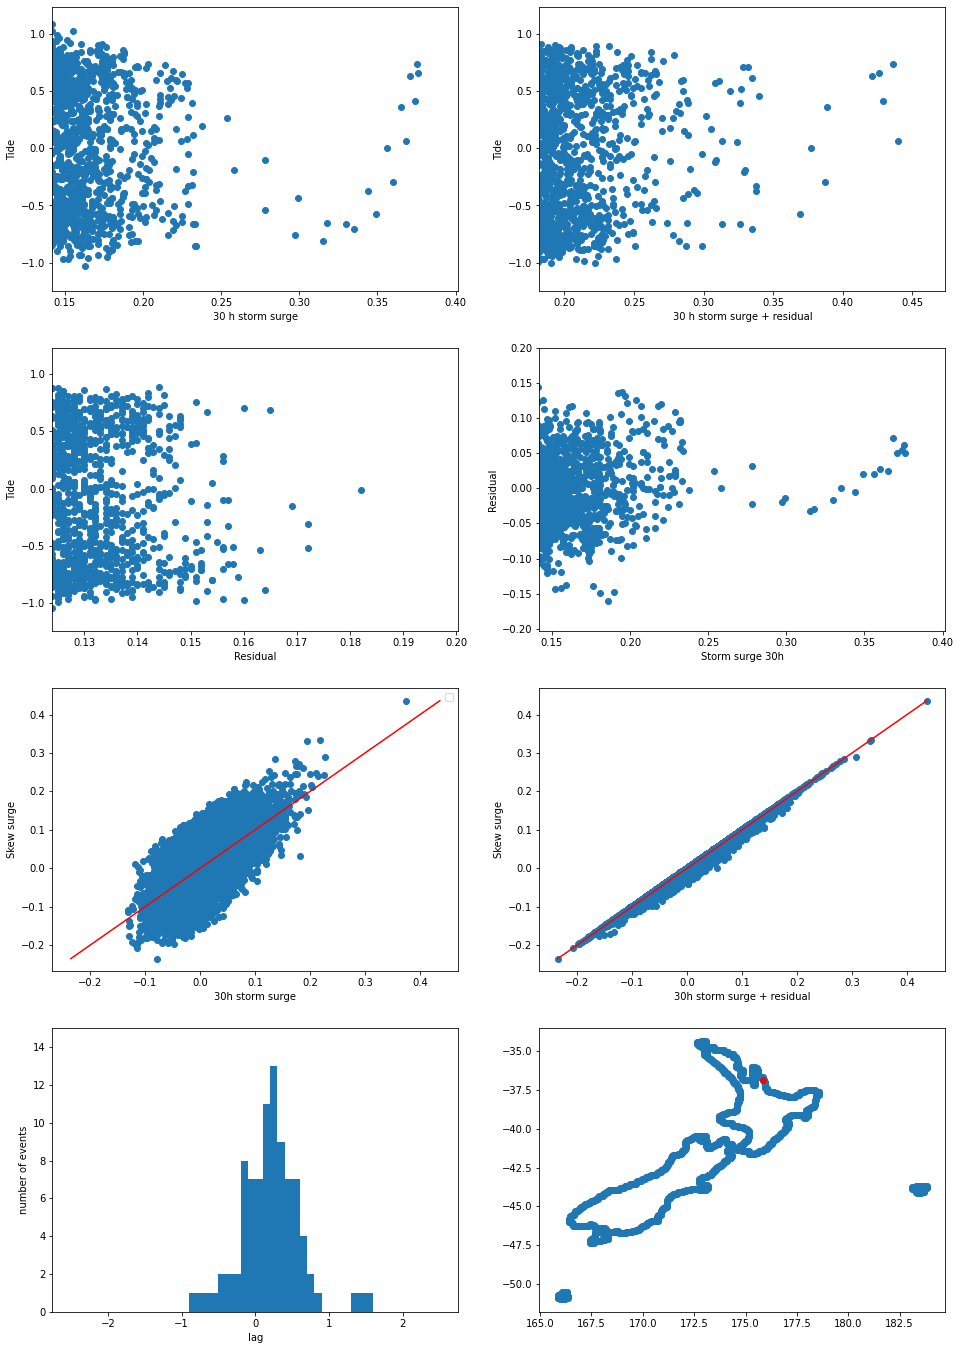 1.0
0.5
0.0
−0.5
−1.0
Tide
0.15 0.20 0.25 0.30 0.35 0.40
30 h storm surge
1.0
0.5
0.0
−0.5
−1.0
Tide
0.20 0.25 0.30 0.35 0.40 0.45
30 h storm surge + residual
1.0
0.5
0.0
−0.5
−1.0
Tide
0.13 0.14 0.15 0.16 0.17 0.18 0.19 0.20
Residual
0.20
0.15
0.10
0.05
0.00
−0.05
−0.10
−0.15
−0.20
Residual
0.15 0.20 0.25 0.30 0.35 0.40
Storm surge 30h
0.4
0.3
0.2
0.1
0.0
−0.1
−0.2
Skew surge
−0.2 −0.1 0.0 0.1 0.2 0.3 0.4
30h storm surge
0.4
0.3
0.2
0.1
0.0
−0.1
−0.2
Skew surge
−0.2 −0.1 0.0 0.1 0.2 0.3 0.4
30h storm surge + residual
14
12
10
8
6
4
2
0
number of events
−2 −1 0 1 2
lag
−35.0
−37.5
−40.0
−42.5
−45.0
−47.5
−50.0
165.0 167.5 170.0 172.5 175.0 177.5 180.0 182.5